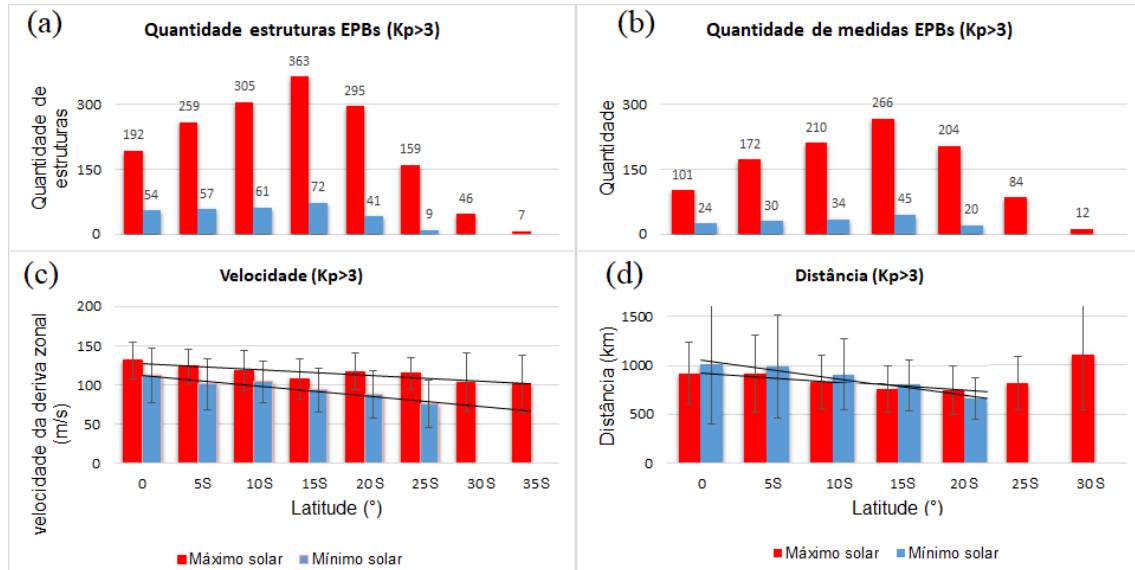 (a)
Quantidade estruturas EPBs (Kp>3)
Quantidade de
estruturas
300
150
0
192
54
259
57
305
61
363
72
295
41
159
9
46
7
(b)
Quantidade de medidas EPBs (Kp>3)
Quantidade
300
150
0
101
24
172
30
210
34
266
45
204
20
84
12
(c)
Velocidade (Kp>3)
velocidade da deriva zonal
(m/s)
200
150
100
50
0
0 5S 10S 15S 20S 25S 30S 35S
Latitude (°)
Máximo solar Mínimo solar
(d)
Distância (Kp>3)
Distância (km)
1500
1000
500
0
0 5S 10S 15S 20S 25S 30S
Latitude (°)
Máximo solar Mínimo solar